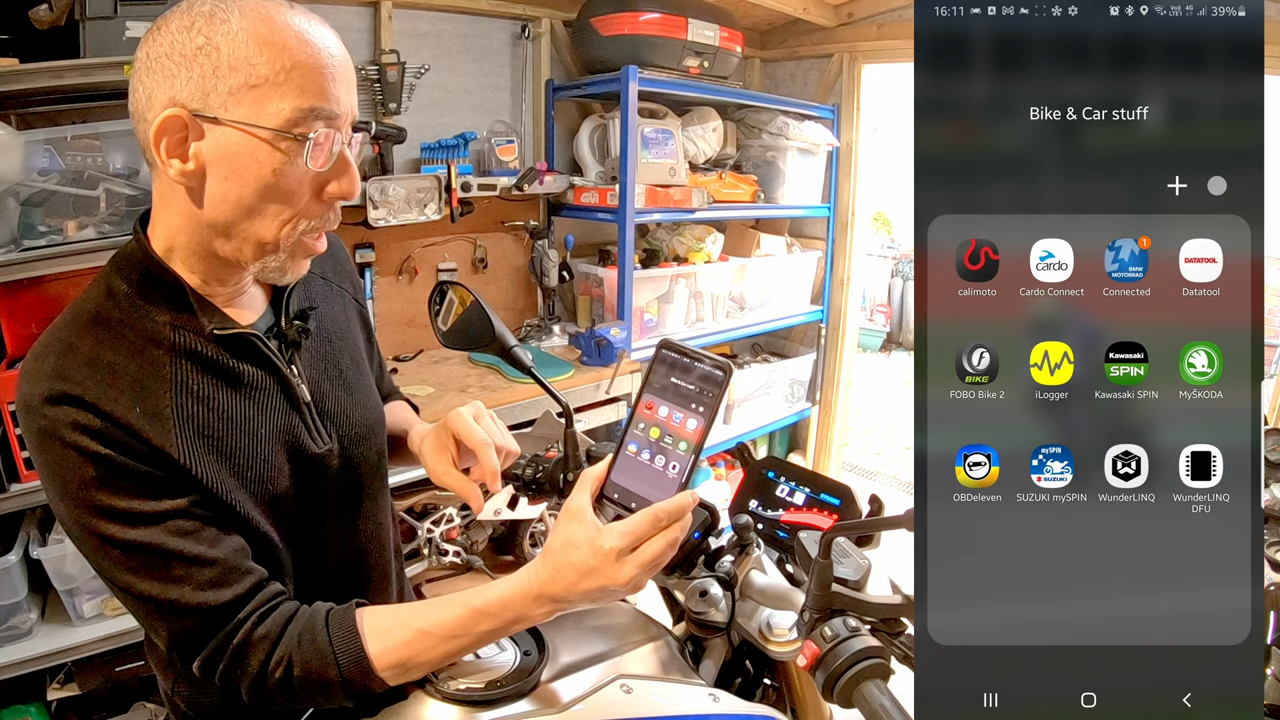 16:11
39%
Bike & Car stuff
calimoto
cardo
Cardo Connect
1
BMW
MOTORRAD
Connected
DATATOOL
Datatool
BIKE
FOBO Bike 2
iLogger
Kawasaki
SPIN
Kawasaki SPIN
MyŠKODA
OBDeleven
mySPIN
SUZUKI
SUZUKI mySPIN
WunderLINQ
WunderLINQ
DFU
GIVI